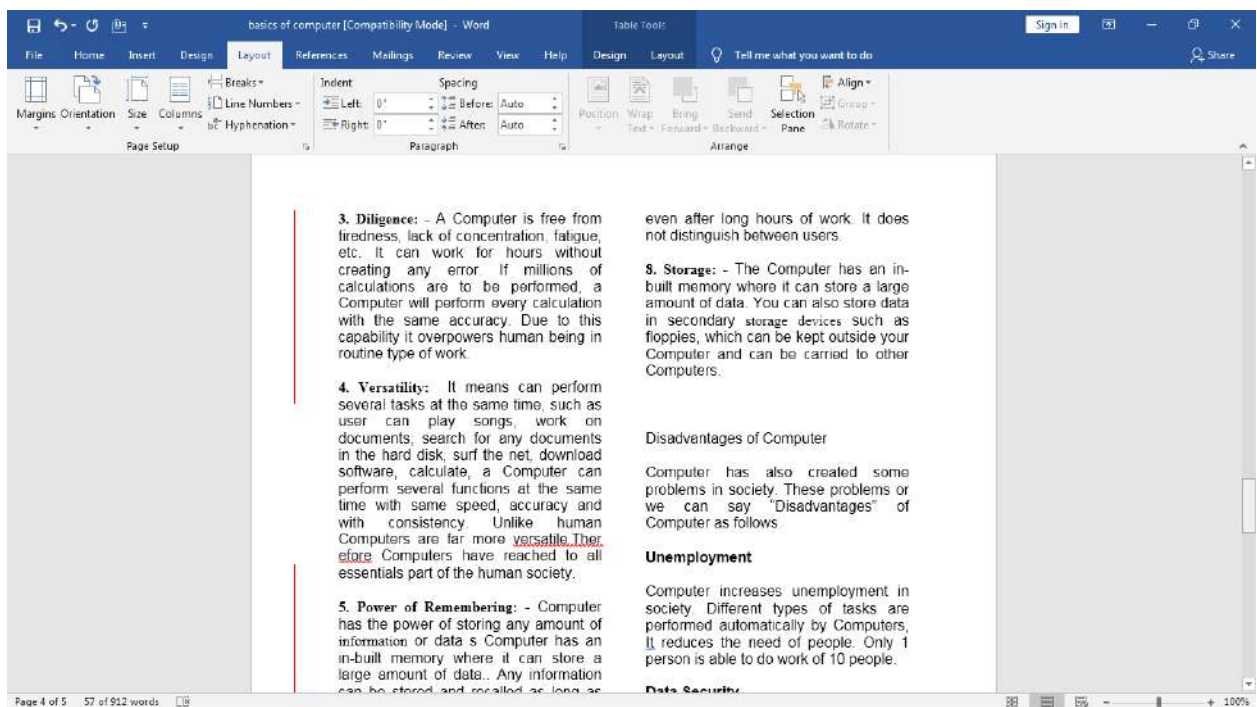 basics of computer [Compatibility Mode] - Word
Table Tools
Sign in
File Home Insert Design Layout References Mailings Review View Help Design Layout Tell me what you want to do Share
Margins Orientation Size Columns
Breaks
Line Numbers
Hyphenation
Page Setup
Indent
Left: 0"
Right: 0"
Spacing
Before: Auto
After: Auto
Paragraph
Position Wrap Text Bring Forward Send Backward Selection Pane
Align
Group
Rotate
Arrange
3. Diligence: - A Computer is free from
tiredness, lack of concentration, fatigue,
etc. It can work for hours without
creating any error. If millions of
calculations are to be performed, a
Computer will perform every calculation
with the same accuracy. Due to this
capability it overpowers human being in
routine type of work.
4. Versatility: It means can perform
several tasks at the same time, such as
user can play songs, work on
documents, search for any documents
in the hard disk, surf the net, download
software, calculate, a Computer can
perform several functions at the same
time with same speed, accuracy and
with consistency. Unlike human
Computers are far more versatile.Ther
efore Computers have reached to all
essentials part of the human society.
5. Power of Remembering: - Computer
has the power of storing any amount of
information or data s Computer has an
in-built memory where it can store a
large amount of data.. Any information
can be stored and recalled as long as
even after long hours of work. It does
not distinguish between users.
8. Storage: - The Computer has an in-
built memory where it can store a large
amount of data. You can also store data
in secondary storage devices such as
floppies, which can be kept outside your
Computer and can be carried to other
Computers.
Disadvantages of Computer
Computer has also created some
problems in society. These problems or
we can say "Disadvantages" of
Computer as follows.
Unemployment
Computer increases unemployment in
society. Different types of tasks are
performed automatically by Computers,
It reduces the need of people. Only 1
person is able to do work of 10 people.
Data Security
Page 4 of 5 57 of 912 words
100%